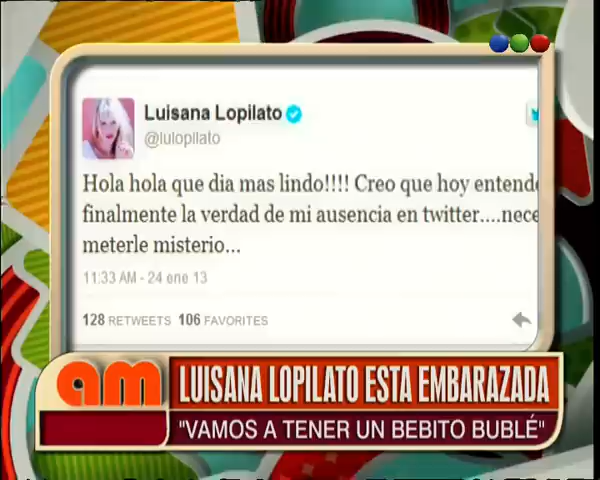 Luisana Lopilato
@lulopilato
Hola hola que dia mas lindo!!!! Creo que hoy entende
finalmente la verdad de mi ausencia en twitter....nece
meterle misterio...
11:33 AM - 24 ene 13
128 RETWEETS 106 FAVORITES
am
LUISANA LOPILATO ESTA EMBARAZADA
"VAMOS A TENER UN BEBITO BUBLÉ"